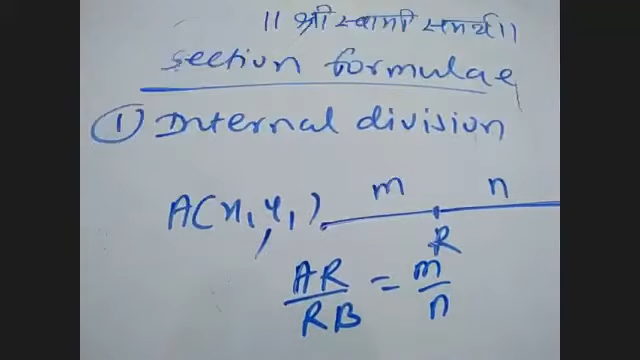 ।। श्री स्वामी समर्थ ।।
section formulae
① Internal division
m n
A(x₁, y₁)
R
AR/RB = m/n